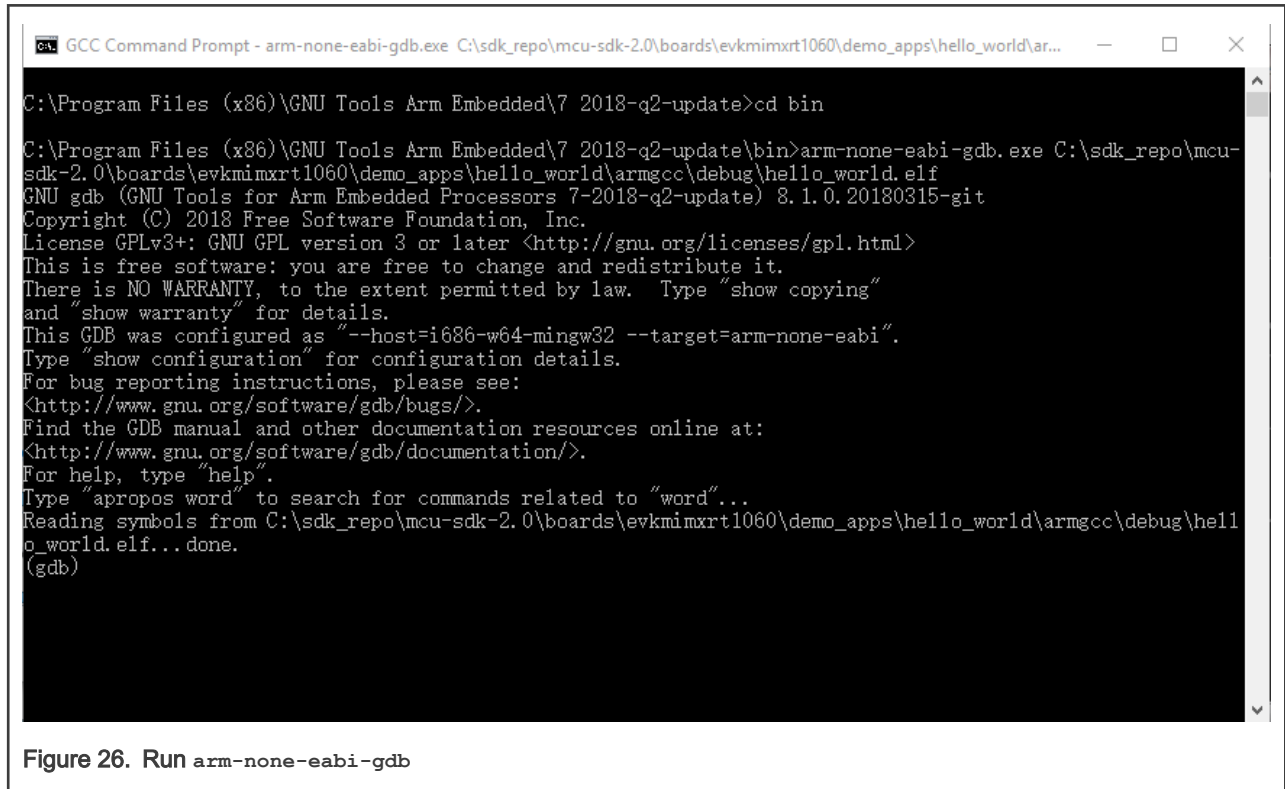 GCC Command Prompt - arm-none-eabi-gdb.exe C:\sdk_repo\mcu-sdk-2.0\boards\evkmimxrt1060\demo_apps\hello_world\ar...
C:\Program Files (x86)\GNU Tools Arm Embedded\7 2018-q2-update>cd bin
C:\Program Files (x86)\GNU Tools Arm Embedded\7 2018-q2-update\bin>arm-none-eabi-gdb.exe C:\sdk_repo\mcu-
sdk-2.0\boards\evkmimxrt1060\demo_apps\hello_world\armgcc\debug\hello_world.elf
GNU gdb (GNU Tools for Arm Embedded Processors 7-2018-q2-update) 8.1.0.20180315-git
Copyright (C) 2018 Free Software Foundation, Inc.
License GPLv3+: GNU GPL version 3 or later <http://gnu.org/licenses/gpl.html>
This is free software: you are free to change and redistribute it.
There is NO WARRANTY, to the extent permitted by law.  Type "show copying"
and "show warranty" for details.
This GDB was configured as "--host=i686-w64-mingw32 --target=arm-none-eabi".
Type "show configuration" for configuration details.
For bug reporting instructions, please see:
<http://www.gnu.org/software/gdb/bugs/>.
Find the GDB manual and other documentation resources online at:
<http://www.gnu.org/software/gdb/documentation/>.
For help, type "help".
Type "apropos word" to search for commands related to "word"...
Reading symbols from C:\sdk_repo\mcu-sdk-2.0\boards\evkmimxrt1060\demo_apps\hello_world\armgcc\debug\hell
o_world.elf...done.
(gdb)
Figure 26. Run arm-none-eabi-gdb